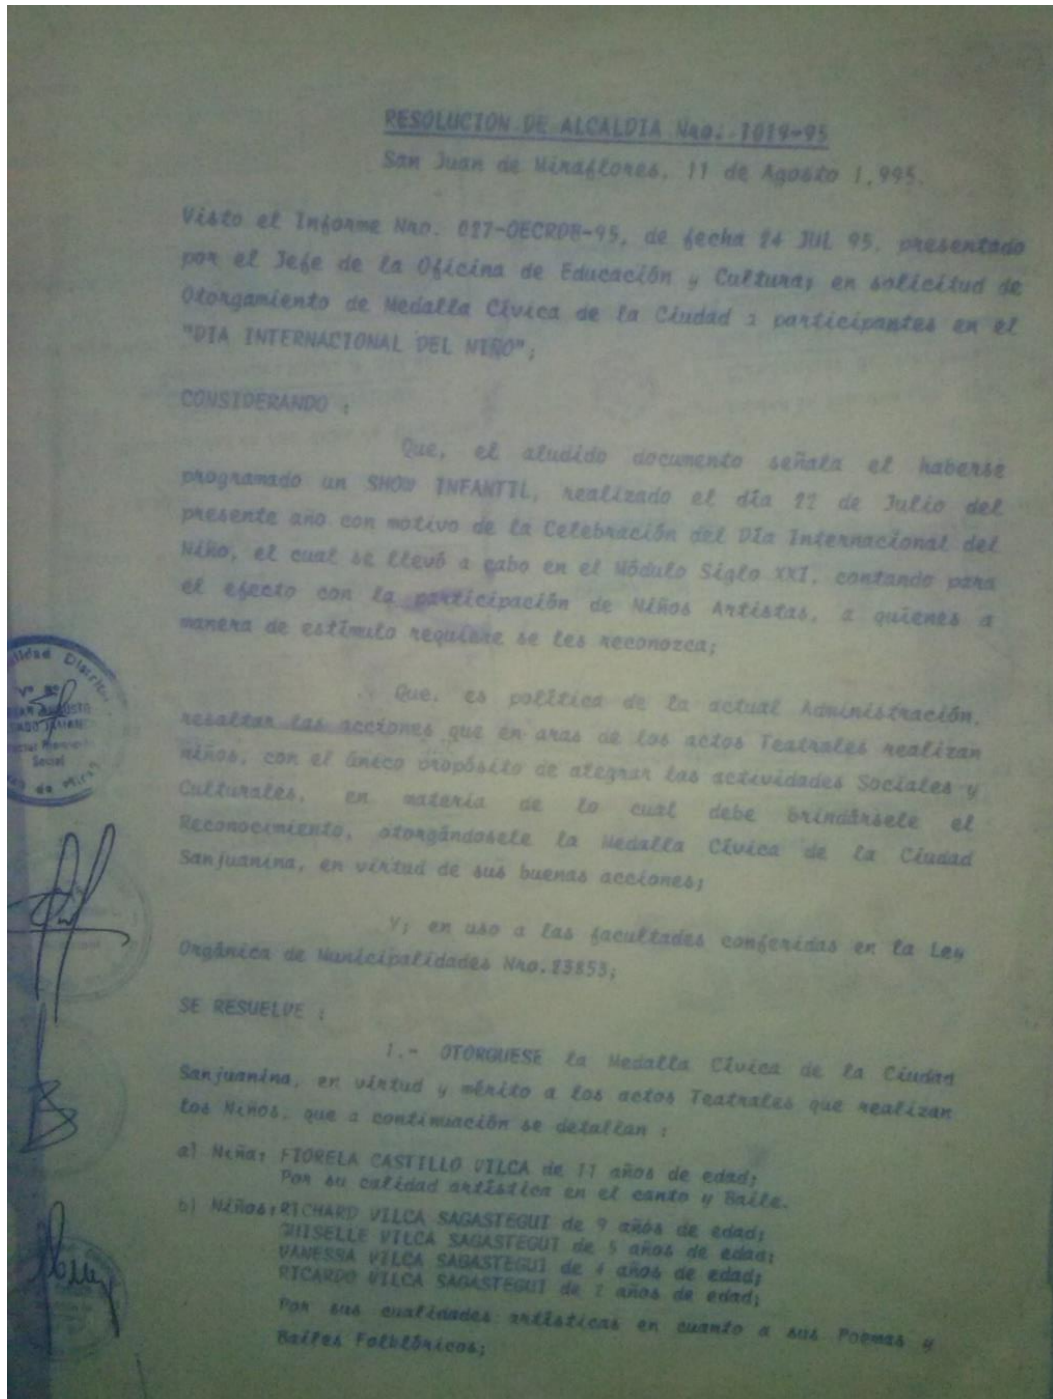 RESOLUCION DE ALCALDIA Nro. 1019-95
San Juan de Miraflores, 11 de Agosto 1,995.
Visto el Informe Nro. 027-OECRDB-95, de fecha 24 JUL 95, presentado
por el Jefe de la Oficina de Educación y Cultura; en solicitud de
Otorgamiento de Medalla Cívica de la Ciudad a participantes en el
"DIA INTERNACIONAL DEL NIÑO";
CONSIDERANDO :
Que, el aludido documento señala el haberse
programado un SHOW INFANTIL, realizado el día 22 de Julio del
presente año con motivo de la Celebración del Día Internacional del
Niño, el cual se llevó a cabo en el Módulo Siglo XXI, contando para
el efecto con la participación de Niños Artistas, a quienes a
manera de estímulo requiere se les reconozca;
Que, es política de la actual Administración,
resaltar las acciones que en aras de los actos Teatrales realizan
niños, con el único propósito de alegrar las actividades Sociales y
Culturales, en materia de lo cual debe brindársele el
Reconocimiento, otorgándosele la Medalla Cívica de la Ciudad
Sanjuanina, en virtud de sus buenas acciones;
Y; en uso a las facultades conferidas en la Ley
Orgánica de Municipalidades Nro.23853;
SE RESUELVE :
1.- OTORGUESE la Medalla Cívica de la Ciudad
Sanjuanina, en virtud y mérito a los actos Teatrales que realizan
los Niños, que a continuación se detallan :
a) Niña: FIORELA CASTILLO VILCA de 11 años de edad;
Por su calidad artística en el canto y Baile.
b) Niños: RICHARD VILCA SAGASTEGUI de 9 años de edad;
GUISELLE VILCA SAGASTEGUI de 5 años de edad;
VANESSA VILCA SAGASTEGUI de 4 años de edad;
RICARDO VILCA SAGASTEGUI de 2 años de edad;
Por sus cualidades artísticas en cuanto a sus Poemas y
Bailes Folklóricos;
Vº Bº
Social